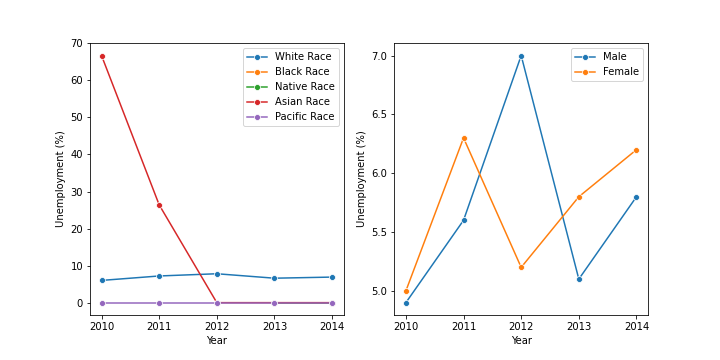 70
60
50
40
30
20
10
0
Unemployment (%)
2010 2011 2012 2013 2014
Year
White Race
Black Race
Native Race
Asian Race
Pacific Race
7.0
6.5
6.0
5.5
5.0
Unemployment (%)
2010 2011 2012 2013 2014
Year
Male
Female